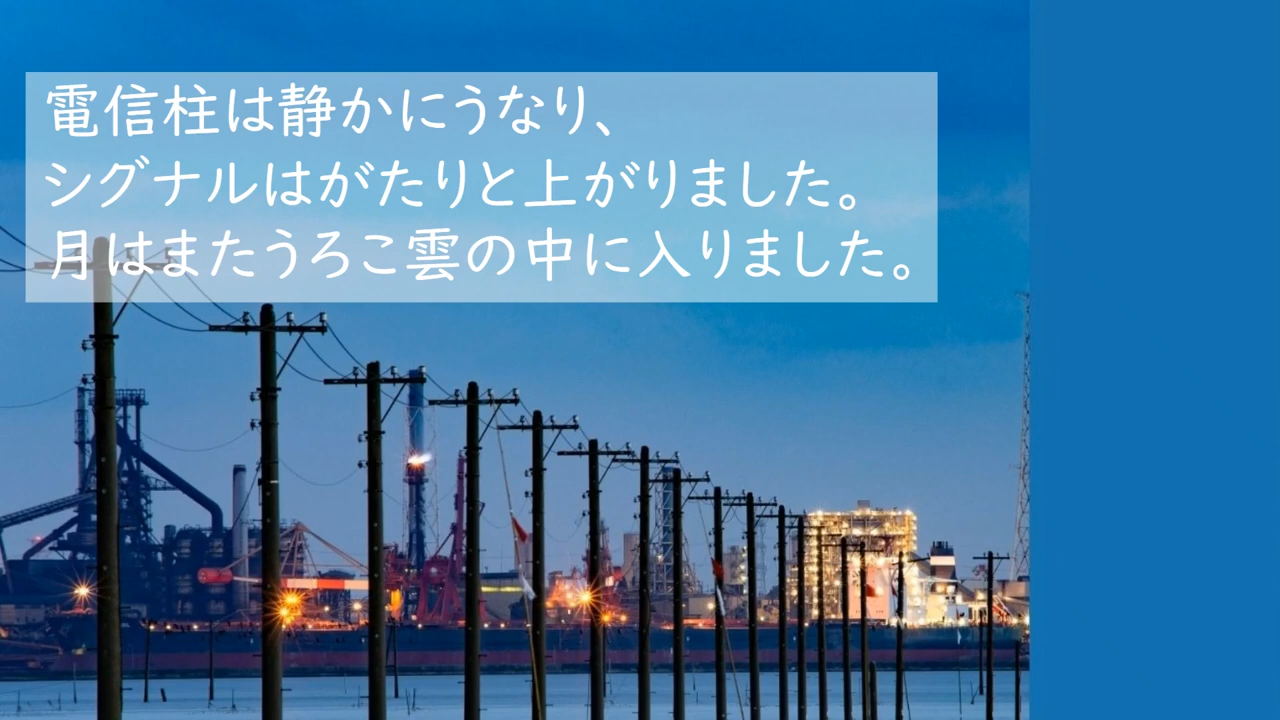 電信柱は静かにうなり、
シグナルはがたりと上がりました。
月はまたうろこ雲の中に入りました。